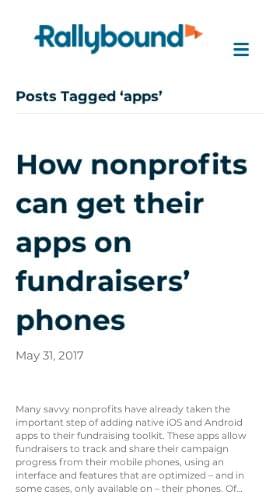 Rallybound
Posts Tagged ‘apps’
How nonprofits
can get their
apps on
fundraisers’
phones
May 31, 2017
Many savvy nonprofits have already taken the
important step of adding native iOS and Android
apps to their fundraising toolkit. These apps allow
fundraisers to track and share their campaign
progress from their mobile phones, using an
interface and features that are optimized – and in
some cases, only available on – their phones. Of...